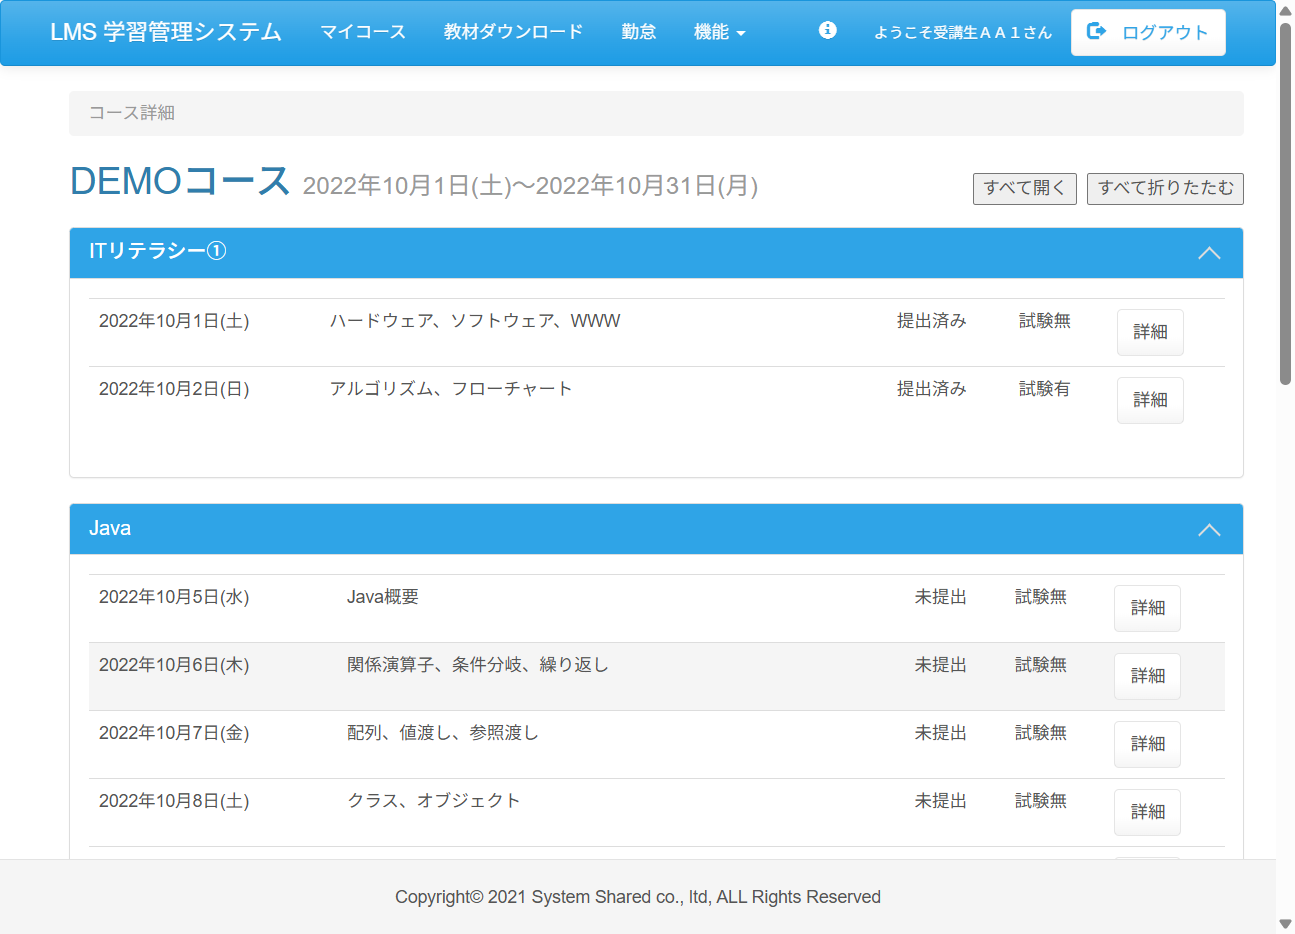 LMS 学習管理システム マイコース 教材ダウンロード 勤怠 機能 ようこそ受講生ＡＡ１さん ログアウト
コース詳細
DEMOコース 2022年10月1日(土)～2022年10月31日(月) すべて開く すべて折りたたむ
ITリテラシー①
2022年10月1日(土) ハードウェア、ソフトウェア、WWW 提出済み 試験無 詳細
2022年10月2日(日) アルゴリズム、フローチャート 提出済み 試験有 詳細
Java
2022年10月5日(水) Java概要 未提出 試験無 詳細
2022年10月6日(木) 関係演算子、条件分岐、繰り返し 未提出 試験無 詳細
2022年10月7日(金) 配列、値渡し、参照渡し 未提出 試験無 詳細
2022年10月8日(土) クラス、オブジェクト 未提出 試験無 詳細
Copyright© 2021 System Shared co., ltd, ALL Rights Reserved